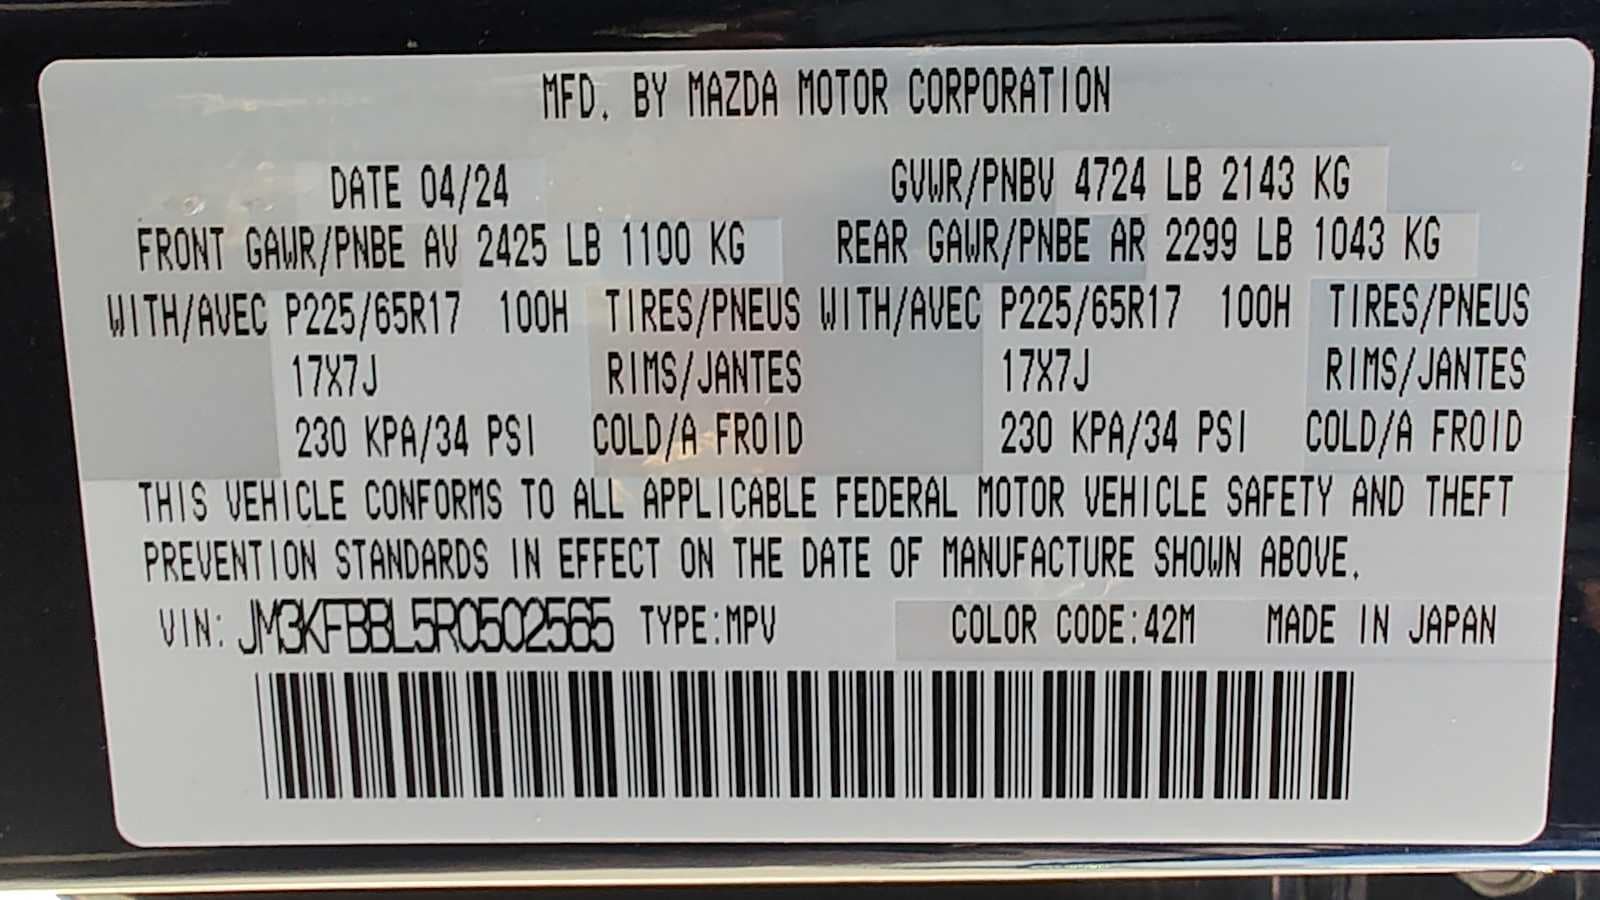 MFD. BY MAZDA MOTOR CORPORATION
DATE 04/24 GVWR/PNBV 4724 LB 2143 KG
FRONT GAWR/PNBE AV 2425 LB 1100 KG REAR GAWR/PNBE AR 2299 LB 1043 KG
WITH/AVEC P225/65R17 100H TIRES/PNEUS WITH/AVEC P225/65R17 100H TIRES/PNEUS
17X7J RIMS/JANTES 17X7J RIMS/JANTES
230 KPA/34 PSI COLD/A FROID 230 KPA/34 PSI COLD/A FROID
THIS VEHICLE CONFORMS TO ALL APPLICABLE FEDERAL MOTOR VEHICLE SAFETY AND THEFT
PREVENTION STANDARDS IN EFFECT ON THE DATE OF MANUFACTURE SHOWN ABOVE.
VIN: JM3KFBBL5R0502565 TYPE:MPV COLOR CODE:42M MADE IN JAPAN